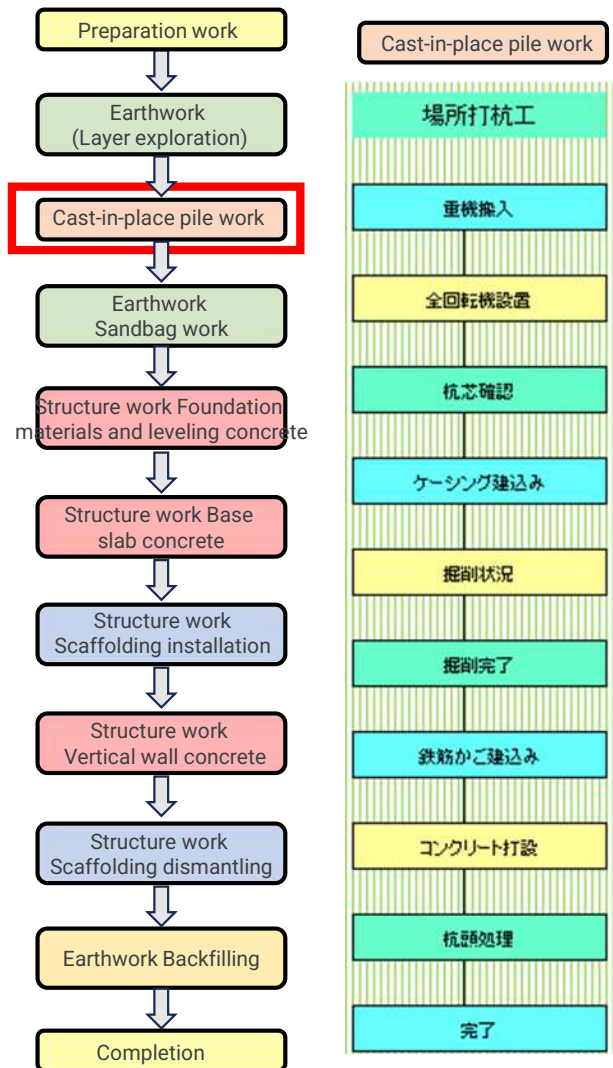 Preparation work
Earthwork
(Layer exploration)
Cast-in-place pile work
Earthwork
Sandbag work
Structure work Foundation
materials and leveling concrete
Structure work Base
slab concrete
Structure work
Scaffolding installation
Structure work
Vertical wall concrete
Structure work
Scaffolding dismantling
Earthwork Backfilling
Completion
Cast-in-place pile work
場所打杭工
重機搬入
全回転機設置
杭芯確認
ケーシング建込み
掘削状況
掘削完了
鉄筋かご建込み
コンクリート打設
杭頭処理
完了